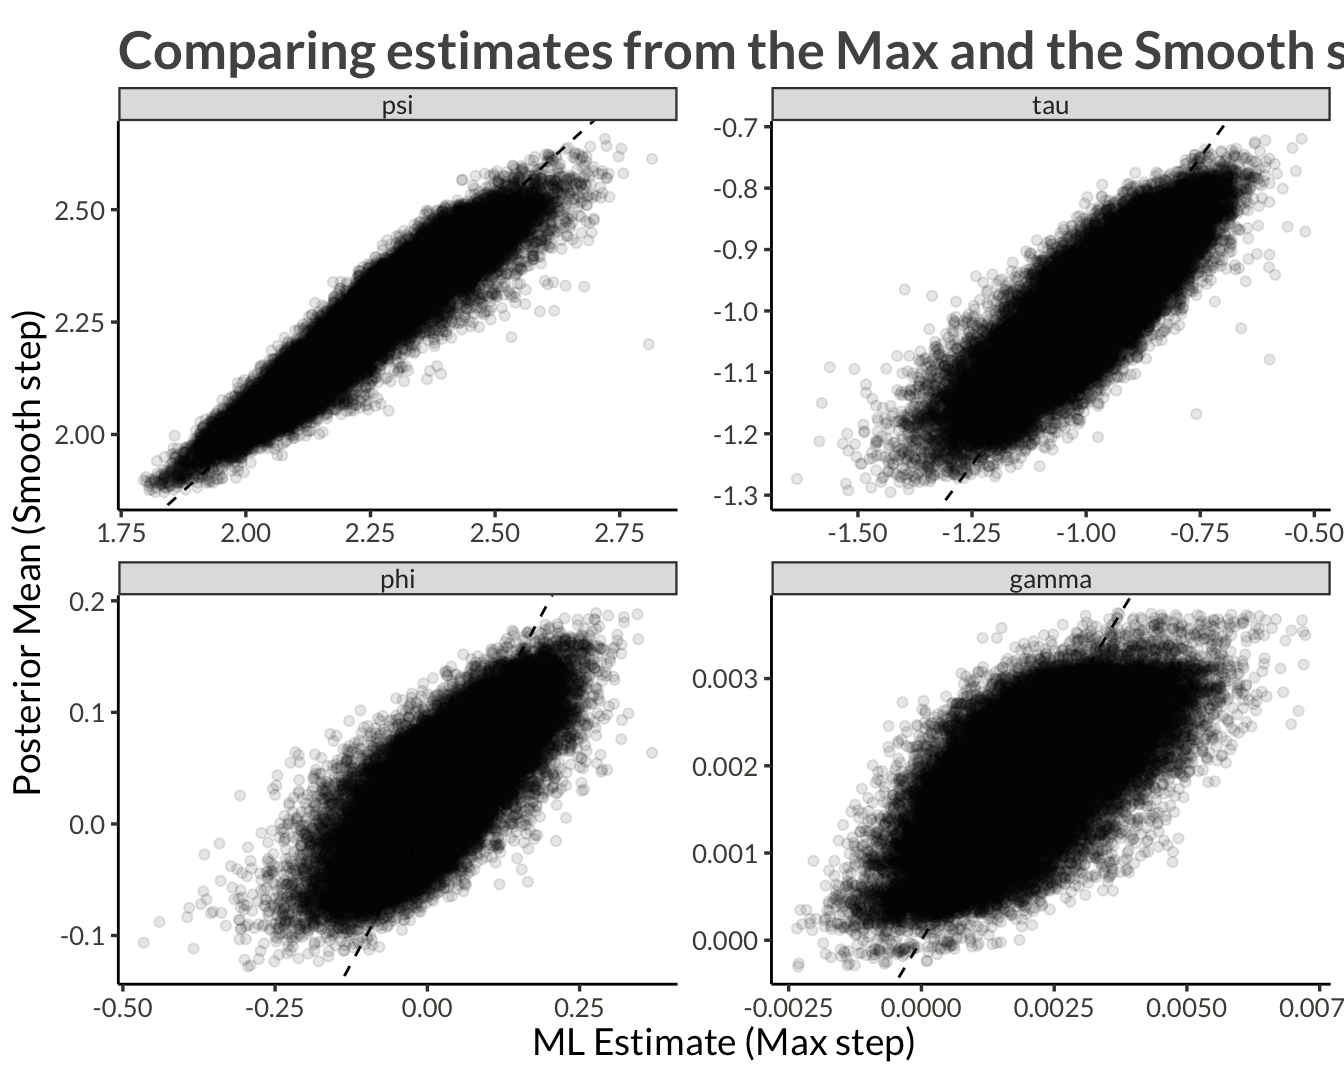 Comparing estimates from the Max and the Smooth s
psi
tau
2.50
2.25
2.00
1.75 2.00 2.25 2.50 2.75
-0.7
-0.8
-0.9
-1.0
-1.1
-1.2
-1.3
-1.50 -1.25 -1.00 -0.75 -0.50
phi
gamma
0.2
0.1
0.0
-0.1
-0.50 -0.25 0.00 0.25
0.003
0.002
0.001
0.000
-0.0025 0.0000 0.0025 0.0050 0.007
Posterior Mean (Smooth step)
ML Estimate (Max step)